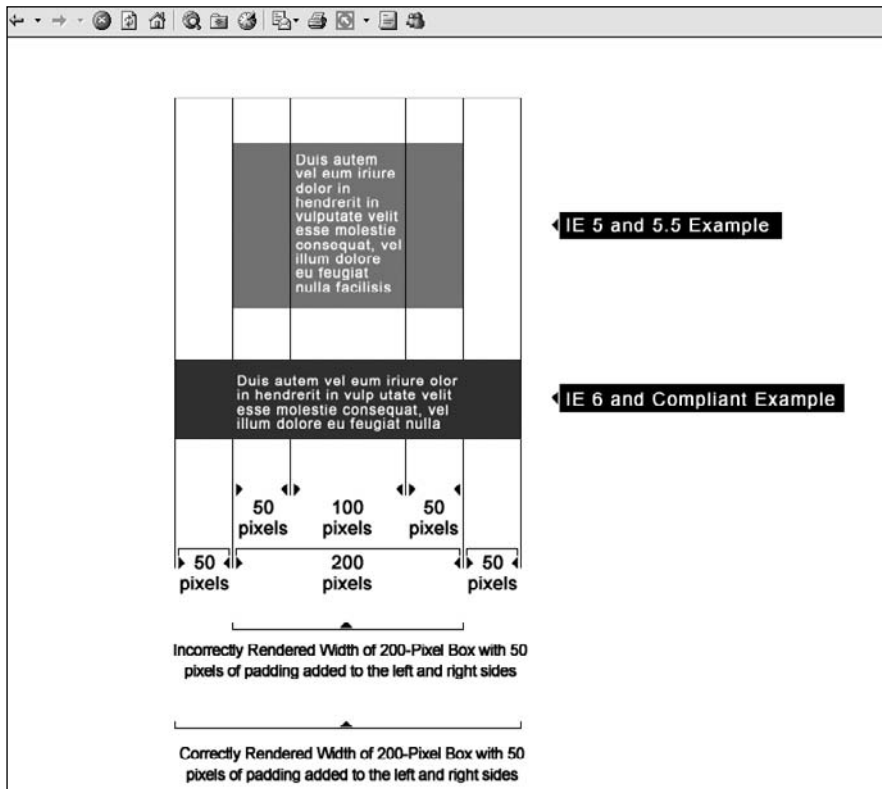 Duis autem
vel eum iriure
dolor in
hendrerit in
vulputate velit
esse molestie
consequat, vel
illum dolore
eu feugiat
nulla facilisis
IE 5 and 5.5 Example
Duis autem vel eum iriure olor
in hendrerit in vulp utate velit
esse molestie consequat, vel
illum dolore eu feugiat nulla
IE 6 and Compliant Example
50 100 50
pixels pixels pixels
50 200 50
pixels pixels pixels
Incorrectly Rendered Width of 200-Pixel Box with 50
pixels of padding added to the left and right sides
Correctly Rendered Width of 200-Pixel Box with 50
pixels of padding added to the left and right sides